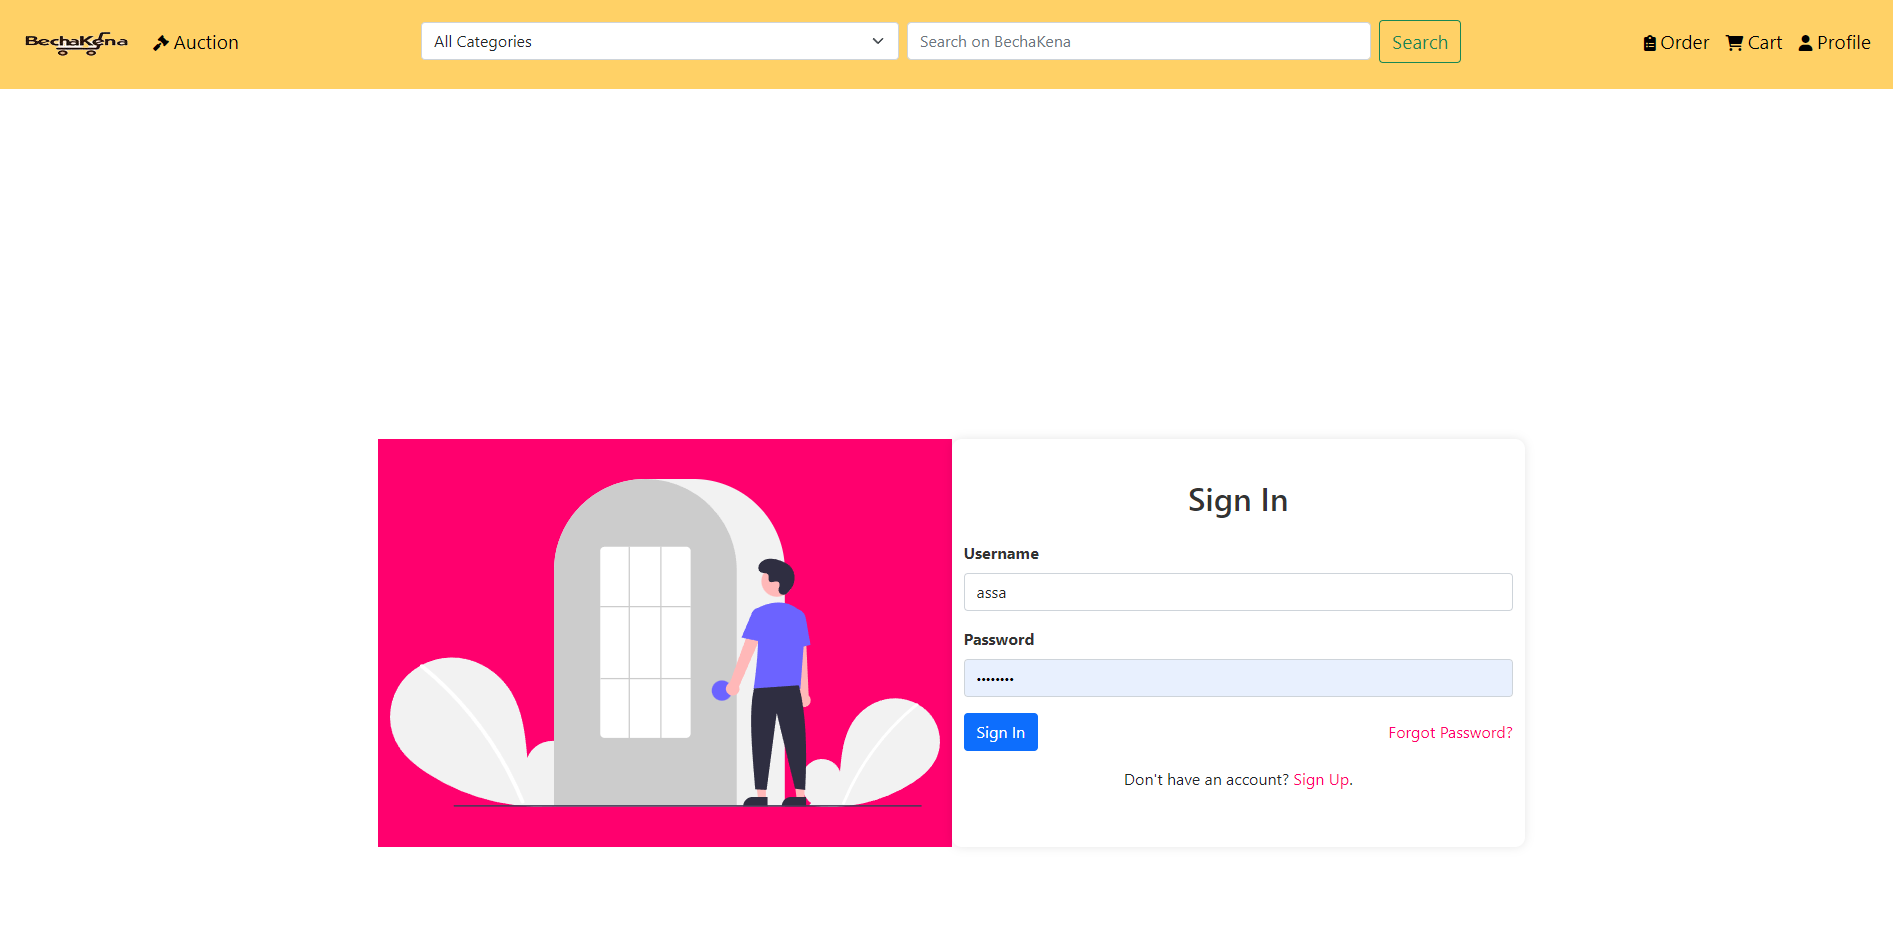 BechaKena Auction All Categories Search on BechaKena Search Order Cart Profile
Sign In
Username
assa
Password
••••••••
Sign In Forgot Password?
Don't have an account? Sign Up.